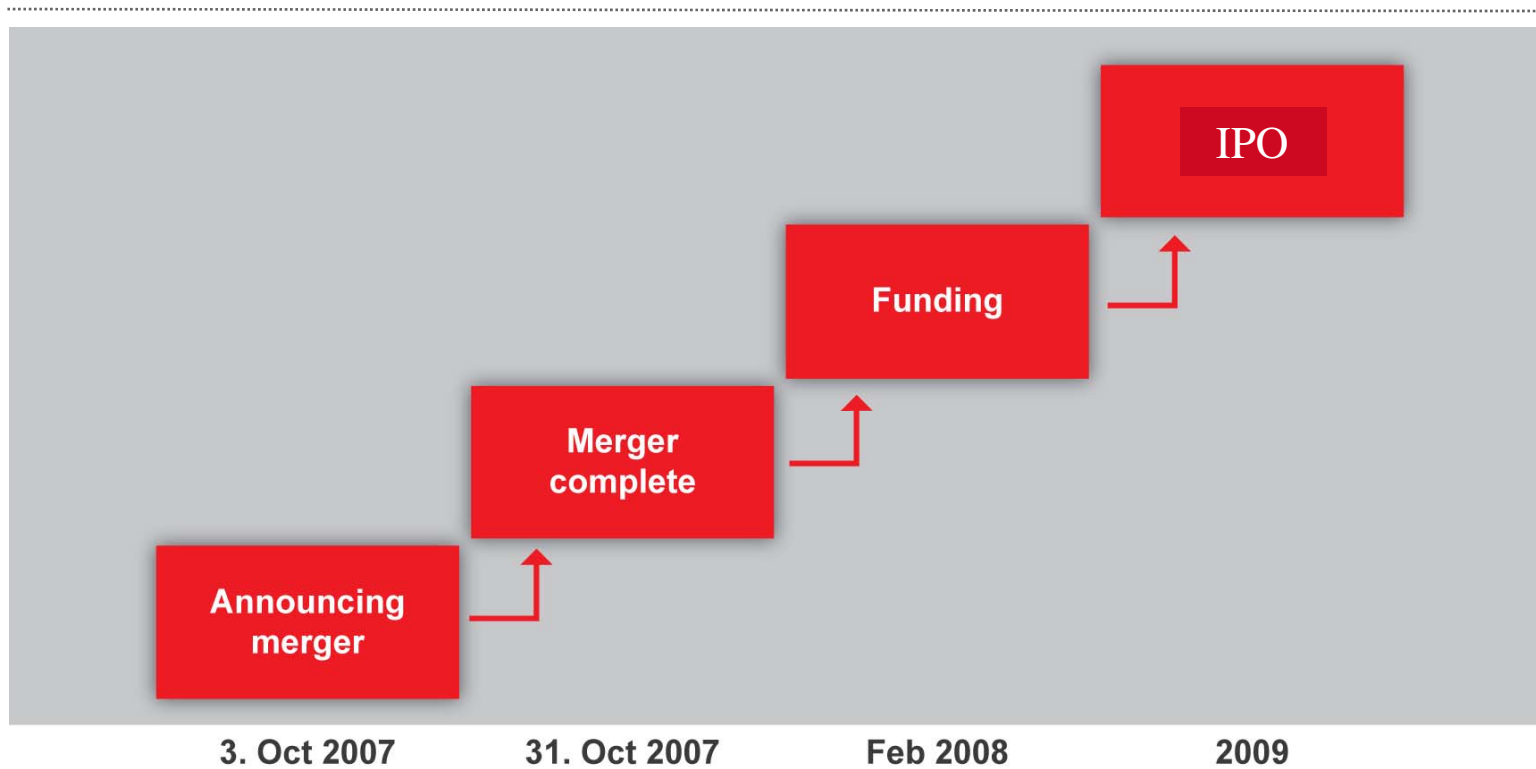 IPO
Funding
Merger
complete
Announcing
merger
3. Oct 2007
31. Oct 2007
Feb 2008
2009